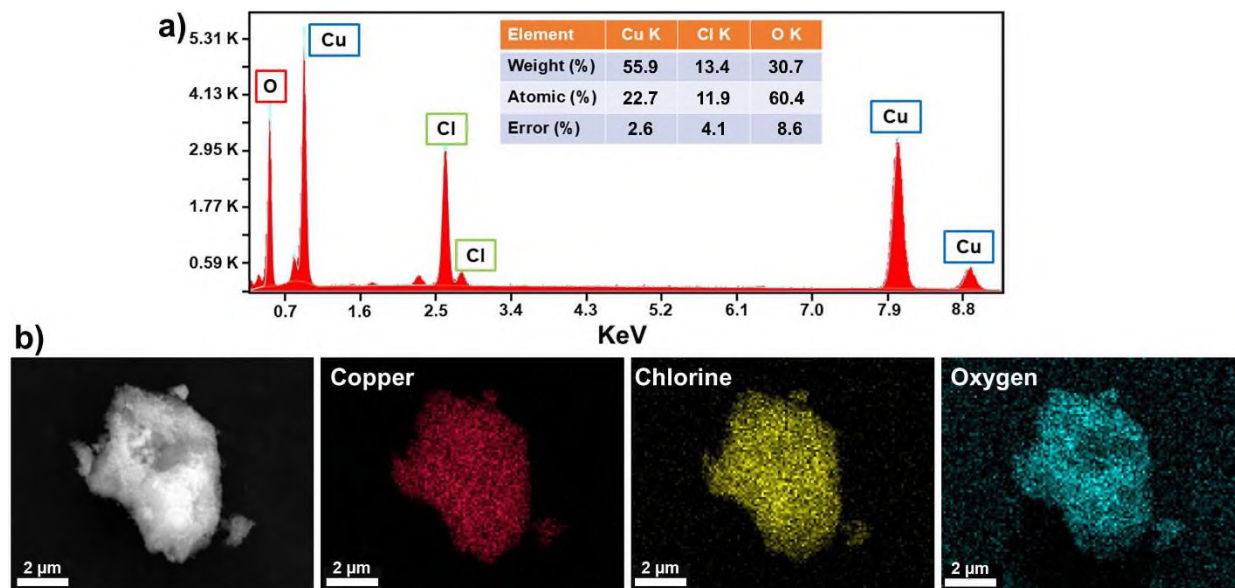 a)
5.31 K
4.13 K
2.95 K
1.77 K
0.59 K
O
Cu
Cl
Cl
Cu
Cu
Element Cu K Cl K O K
Weight (%) 55.9 13.4 30.7
Atomic (%) 22.7 11.9 60.4
Error (%) 2.6 4.1 8.6
0.7 1.6 2.5 3.4 4.3 5.2 6.1 7.0 7.9 8.8
KeV
b)
Copper
Chlorine
Oxygen
2 µm
2 µm
2 µm
2 µm